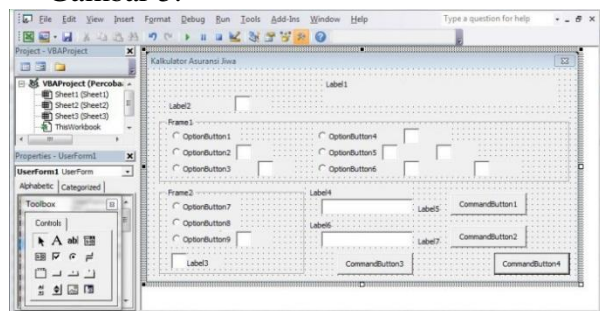 File Edit View Insert Format Debug Run Tools Add-Ins Window Help Type a question for help
Project - VBAProject
Kalkulator Asuransi Jiwa
VBAProject (Percoba
Sheet1 (Sheet1)
Sheet2 (Sheet2)
Sheet3 (Sheet3)
ThisWorkbook
Label1
Label2
Frame1
OptionButton1 OptionButton4
OptionButton2 OptionButton5
OptionButton3 OptionButton6
Properties - UserForm1
UserForm1 UserForm
Alphabetic Categorized
Toolbox
Controls
A abl
Frame2
OptionButton7
OptionButton8
OptionButton9
Label3
Label4
Label5 CommandButton1
Label6
Label7 CommandButton2
CommandButton3 CommandButton4